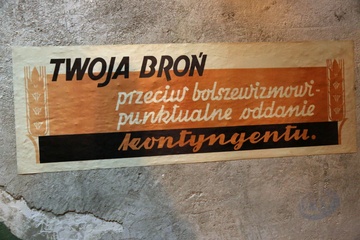 TWOJA BROŃ
przeciw bolszewizmowi-
punktualne oddanie
kontyngentu.